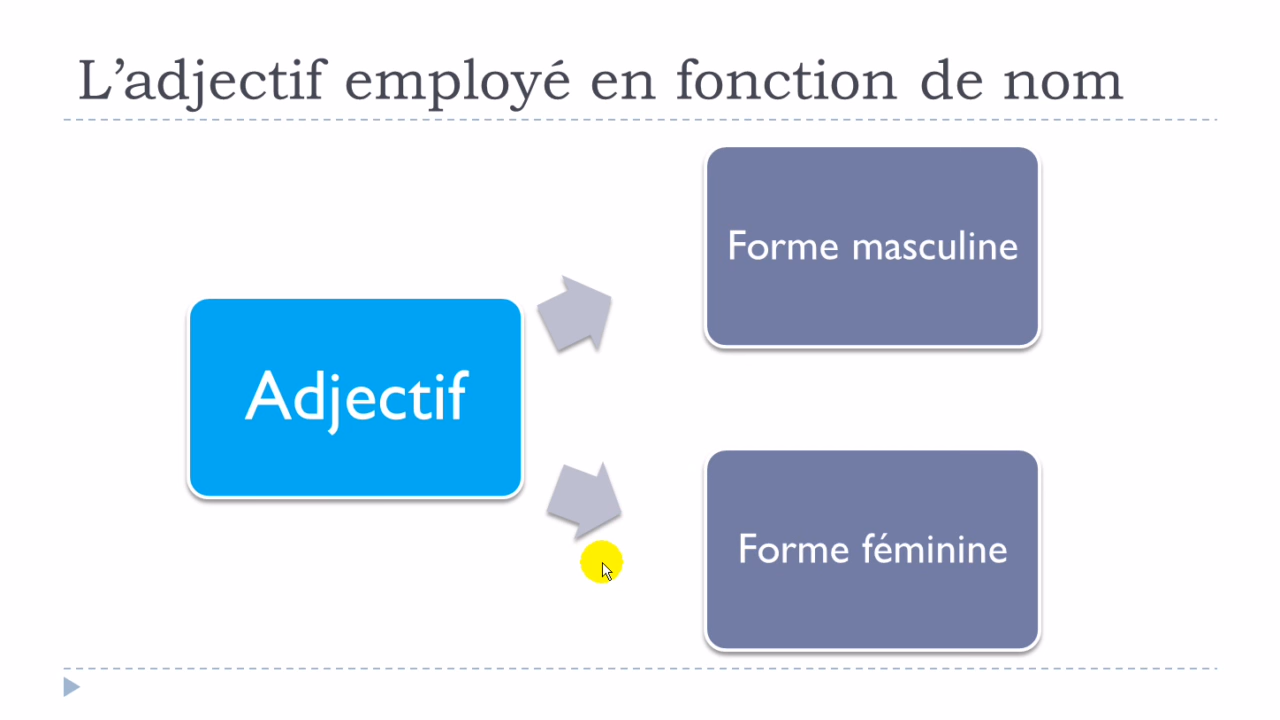 L’adjectif employé en fonction de nom
Forme masculine
Adjectif
Forme féminine